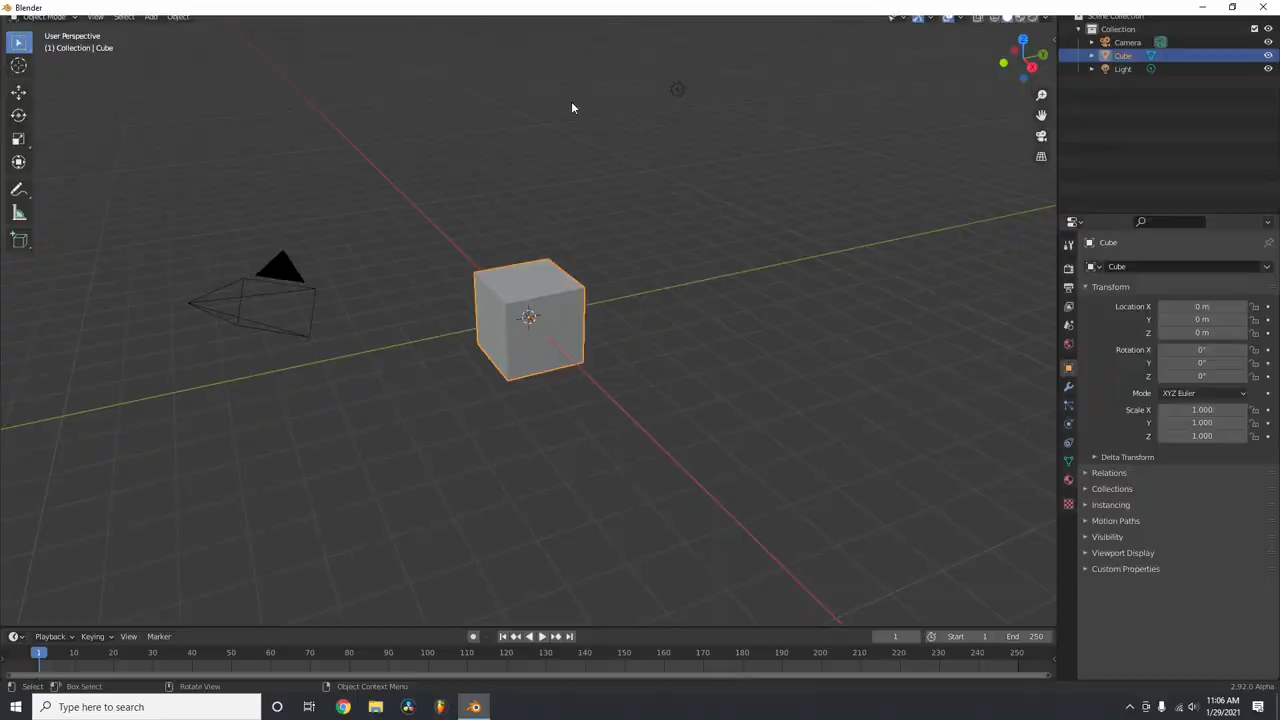 Blender
Object Mode View Select Add Object
User Perspective
(1) Collection | Cube
Z
Y
X
Scene Collection
Collection
Camera
Cube
Light
Cube
Cube
Transform
Location X 0 m
Y 0 m
Z 0 m
Rotation X 0°
Y 0°
Z 0°
Mode XYZ Euler
Scale X 1.000
Y 1.000
Z 1.000
Delta Transform
Relations
Collections
Instancing
Motion Paths
Visibility
Viewport Display
Custom Properties
Playback Keying View Marker 1 Start 1 End 250
1 10 20 30 40 50 60 70 80 90 100 110 120 130 140 150 160 170 180 190 200 210 220 230 240 250
Select Box Select Rotate View Object Context Menu 2.92.0 Alpha
Type here to search
11:06 AM
1/29/2021